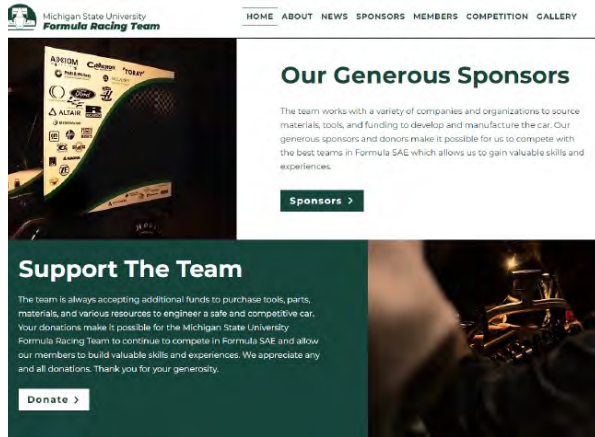 Michigan State University
Formula Racing Team
HOME ABOUT NEWS SPONSORS MEMBERS COMPETITION GALLERY
Our Generous Sponsors
The team works with a variety of companies and organizations to source
materials, tools, and funding to develop and manufacture the car. Our
generous sponsors and donors make it possible for us to compete with
the best teams in Formula SAE which allows us to gain valuable skills and
experiences.
Sponsors >
AXIOM
"TORAY"
Ford
ALTAIR
ZF
Support The Team
The team is always accepting additional funds to purchase tools, parts,
materials, and various resources to engineer a safe and competitive car.
Your donations make it possible for the Michigan State University
Formula Racing Team to continue to compete in Formula SAE and allow
our members to build valuable skills and experiences. We appreciate any
and all donations. Thank you for your generosity.
Donate >